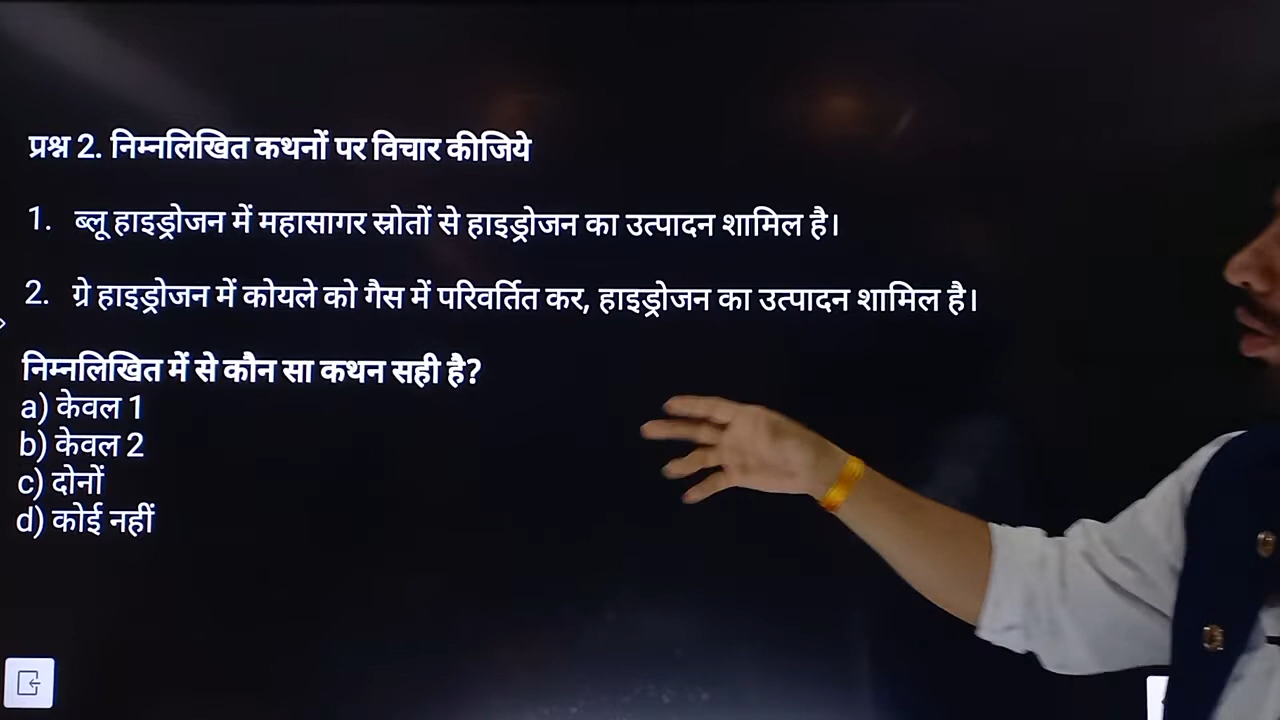 प्रश्न 2. निम्नलिखित कथनों पर विचार कीजिये
1. ब्लू हाइड्रोजन में महासागर स्रोतों से हाइड्रोजन का उत्पादन शामिल है।
2. ग्रे हाइड्रोजन में कोयले को गैस में परिवर्तित कर, हाइड्रोजन का उत्पादन शामिल है।
निम्नलिखित में से कौन सा कथन सही है?
a) केवल 1
b) केवल 2
c) दोनों
d) कोई नहीं